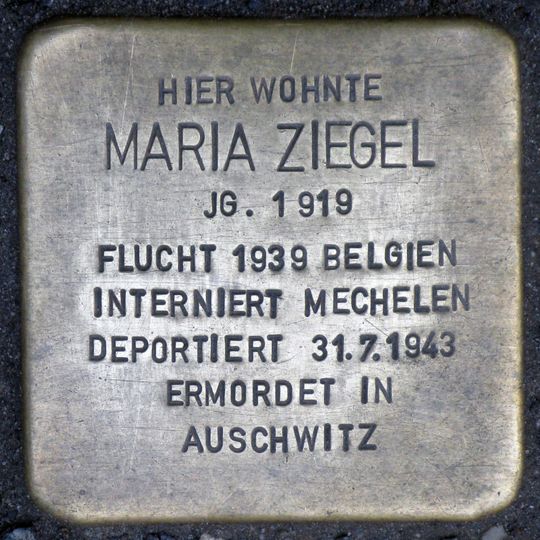 HIER WOHNTE
MARIA ZIEGEL
JG. 1919
FLUCHT 1939 BELGIEN
INTERNIERT MECHELEN
DEPORTIERT 31.7.1943
ERMORDET IN
AUSCHWITZ